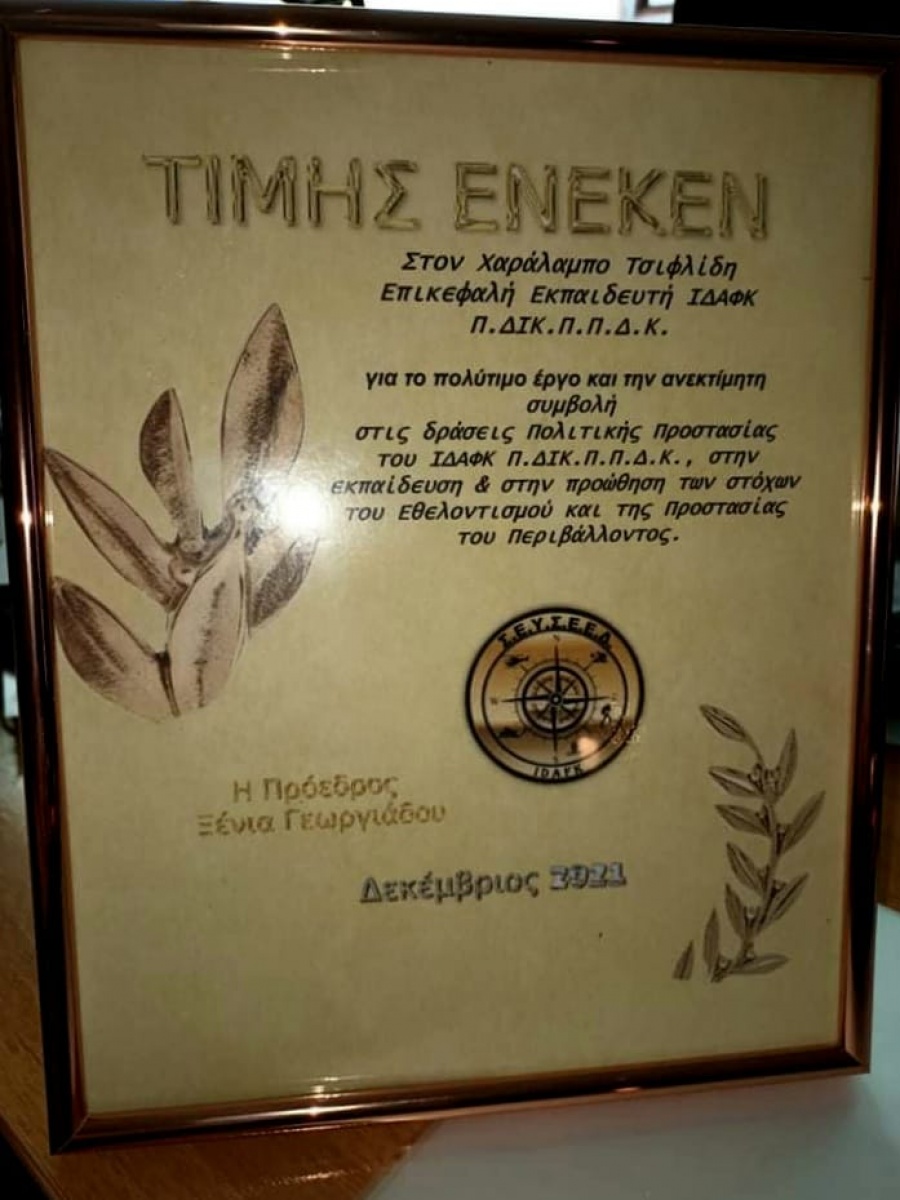 ΤΙΜΗΣ ΕΝΕΚΕΝ
Στον Χαράλαμπο Τσιφλίδη
Επικεφαλή Εκπαιδευτή ΙΔΑΦΚ
Π.ΔΙΚ.Π.Π.Δ.Κ.
για το πολύτιμο έργο και την ανεκτίμητη
συμβολή
στις δράσεις Πολιτικής Προστασίας
του ΙΔΑΦΚ Π.ΔΙΚ.Π.Π.Δ.Κ., στην
εκπαίδευση & στην προώθηση των στόχων
του Εθελοντισμού και της Προστασίας
του Περιβάλλοντος.
Σ.Ε.Υ.Σ.Ε.Ε.Δ.
ΙΔΑΦΚ
Η Πρόεδρος
Ξένια Γεωργιάδου
Δεκέμβριος 2021